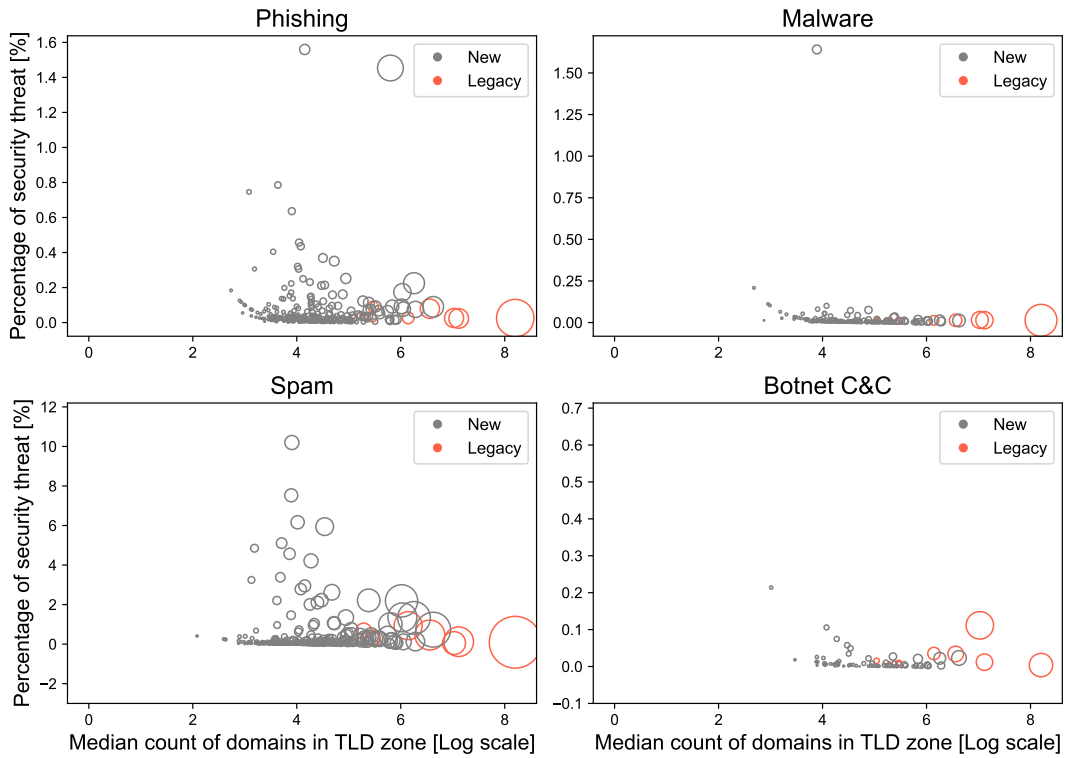 Phishing
Percentage of security threat [%]
1.6
1.4
1.2
1.0
0.8
0.6
0.4
0.2
0.0
0 2 4 6 8
New
Legacy
Malware
1.50
1.25
1.00
0.75
0.50
0.25
0.00
0 2 4 6 8
New
Legacy
Spam
Percentage of security threat [%]
12
10
8
6
4
2
0
−2
0 2 4 6 8
Median count of domains in TLD zone [Log scale]
New
Legacy
Botnet C&C
0.7
0.6
0.5
0.4
0.3
0.2
0.1
0.0
−0.1
0 2 4 6 8
Median count of domains in TLD zone [Log scale]
New
Legacy